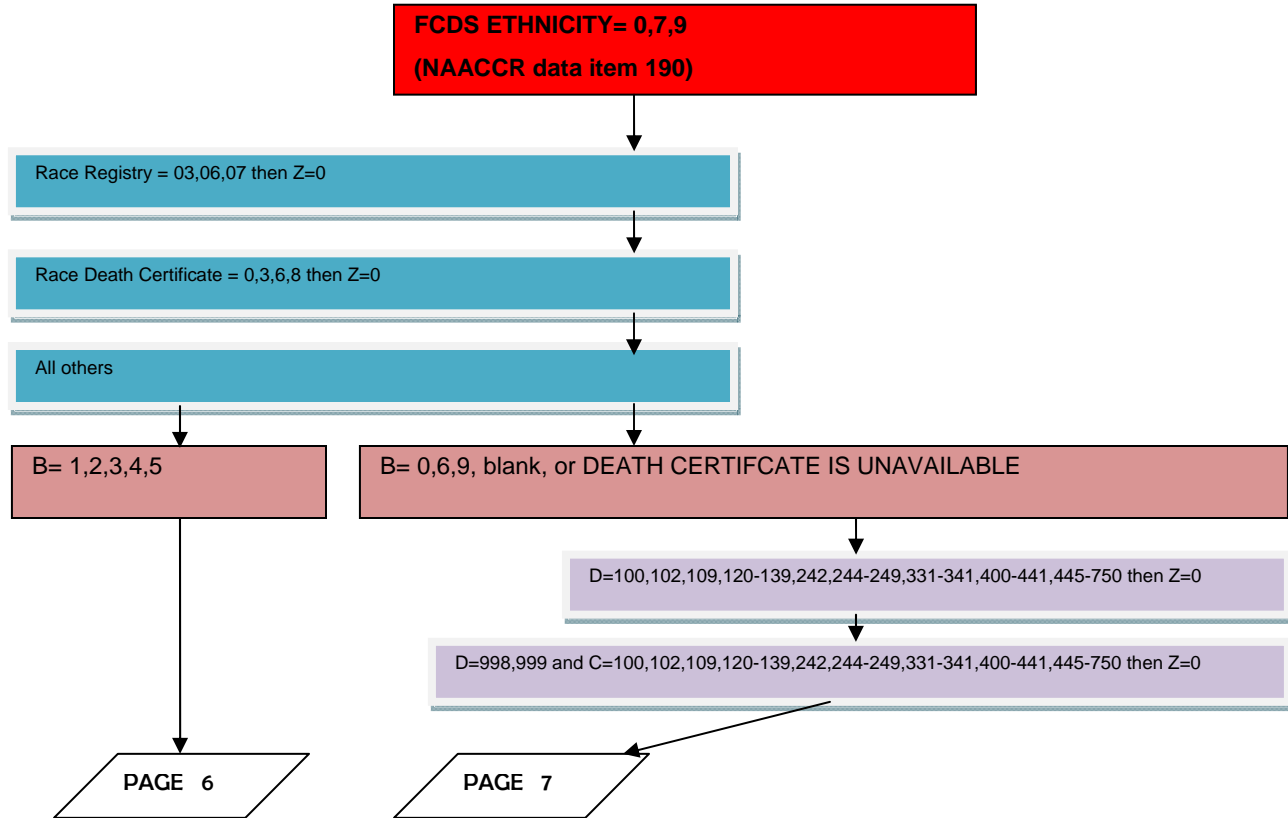 FCDS ETHNICITY= 0,7,9
(NAACCR data item 190)
Race Registry = 03,06,07 then Z=0
Race Death Certificate = 0,3,6,8 then Z=0
All others
B= 1,2,3,4,5
B= 0,6,9, blank, or DEATH CERTIFCATE IS UNAVAILABLE
D=100,102,109,120-139,242,244-249,331-341,400-441,445-750 then Z=0
D=998,999 and C=100,102,109,120-139,242,244-249,331-341,400-441,445-750 then Z=0
PAGE 6
PAGE 7